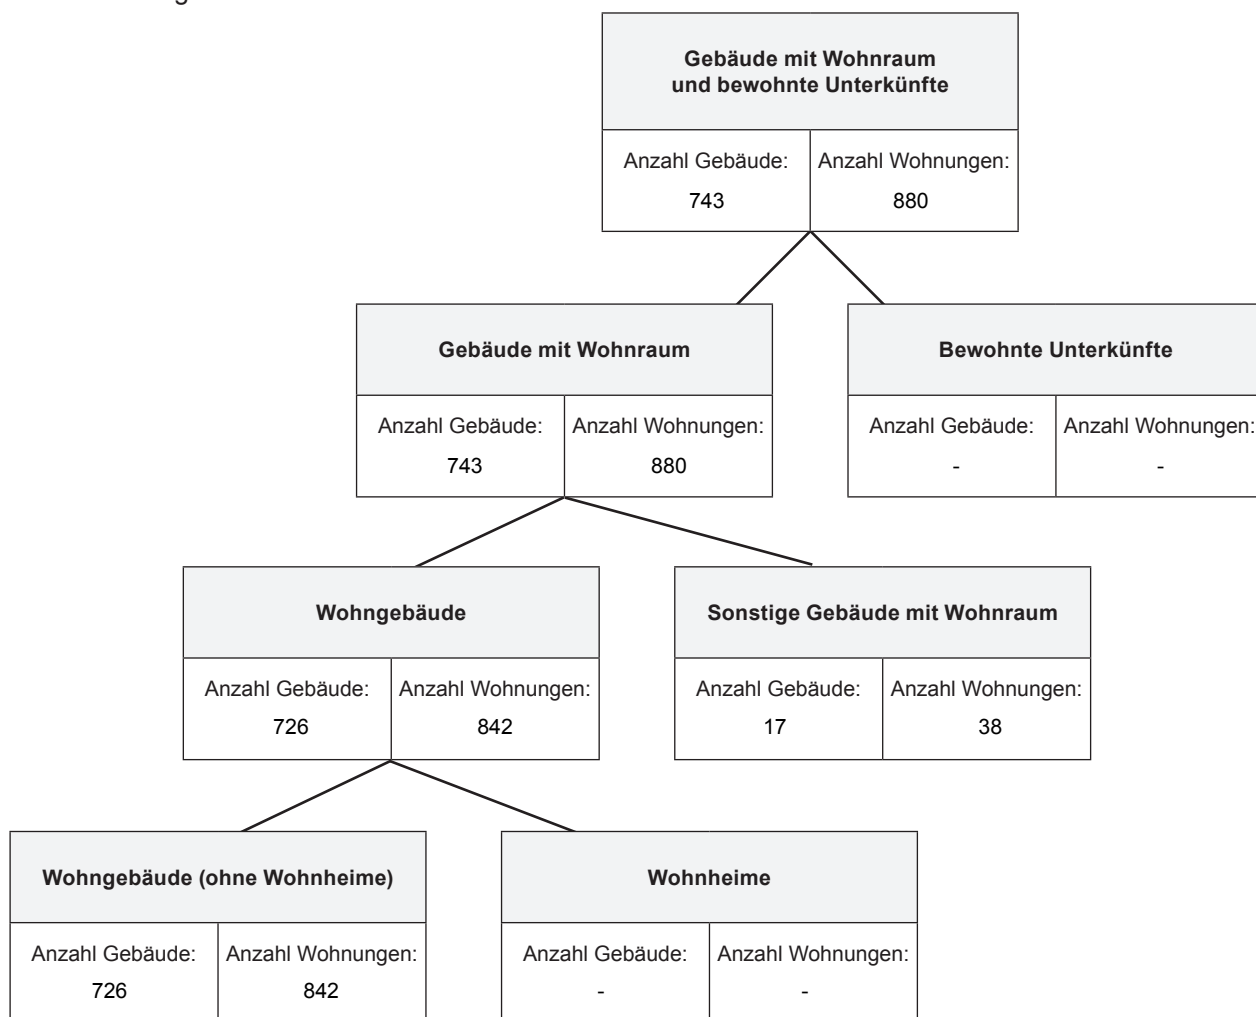 Gebäude mit Wohnraum
und bewohnte Unterkünfte
Anzahl Gebäude: Anzahl Wohnungen:
743 880
Gebäude mit Wohnraum
Bewohnte Unterkünfte
Anzahl Gebäude: Anzahl Wohnungen:
743 880
Anzahl Gebäude: Anzahl Wohnungen:
- -
Wohngebäude
Sonstige Gebäude mit Wohnraum
Anzahl Gebäude: Anzahl Wohnungen:
726 842
Anzahl Gebäude: Anzahl Wohnungen:
17 38
Wohngebäude (ohne Wohnheime)
Wohnheime
Anzahl Gebäude: Anzahl Wohnungen:
726 842
Anzahl Gebäude: Anzahl Wohnungen:
- -